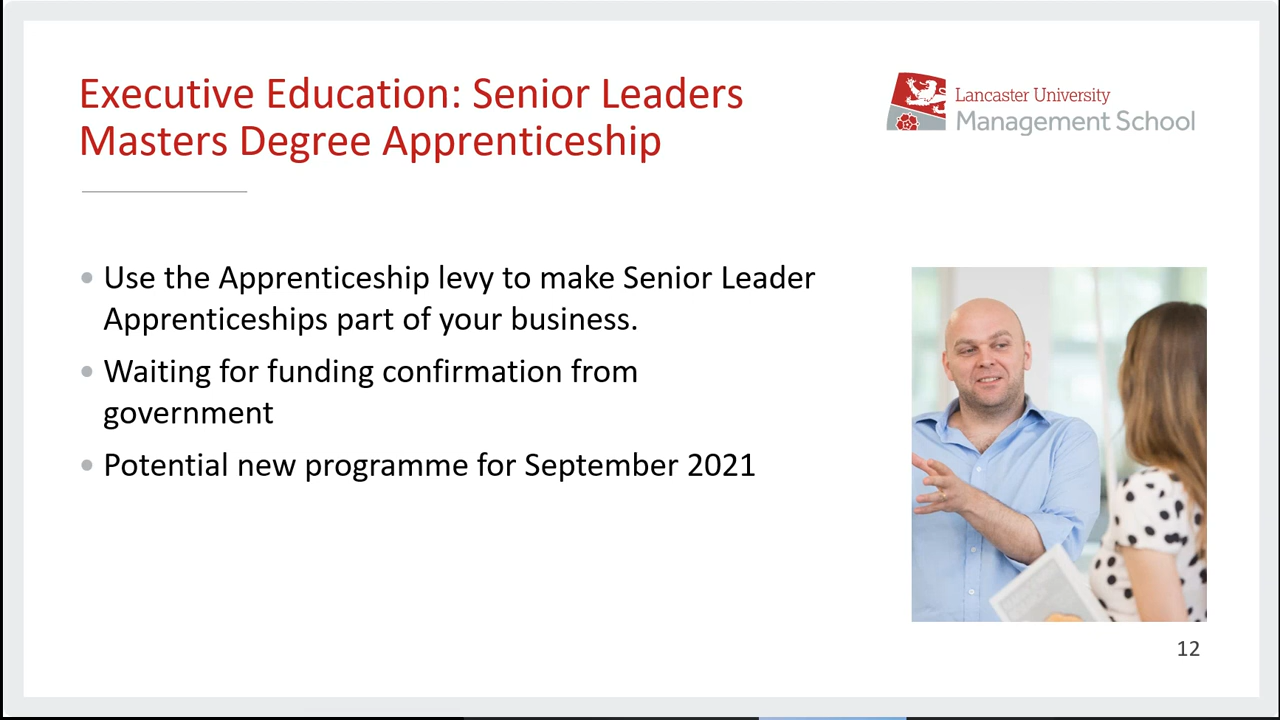 Executive Education: Senior Leaders
Masters Degree Apprenticeship
Lancaster University
Management School
• Use the Apprenticeship levy to make Senior Leader
Apprenticeships part of your business.
• Waiting for funding confirmation from
government
• Potential new programme for September 2021
12